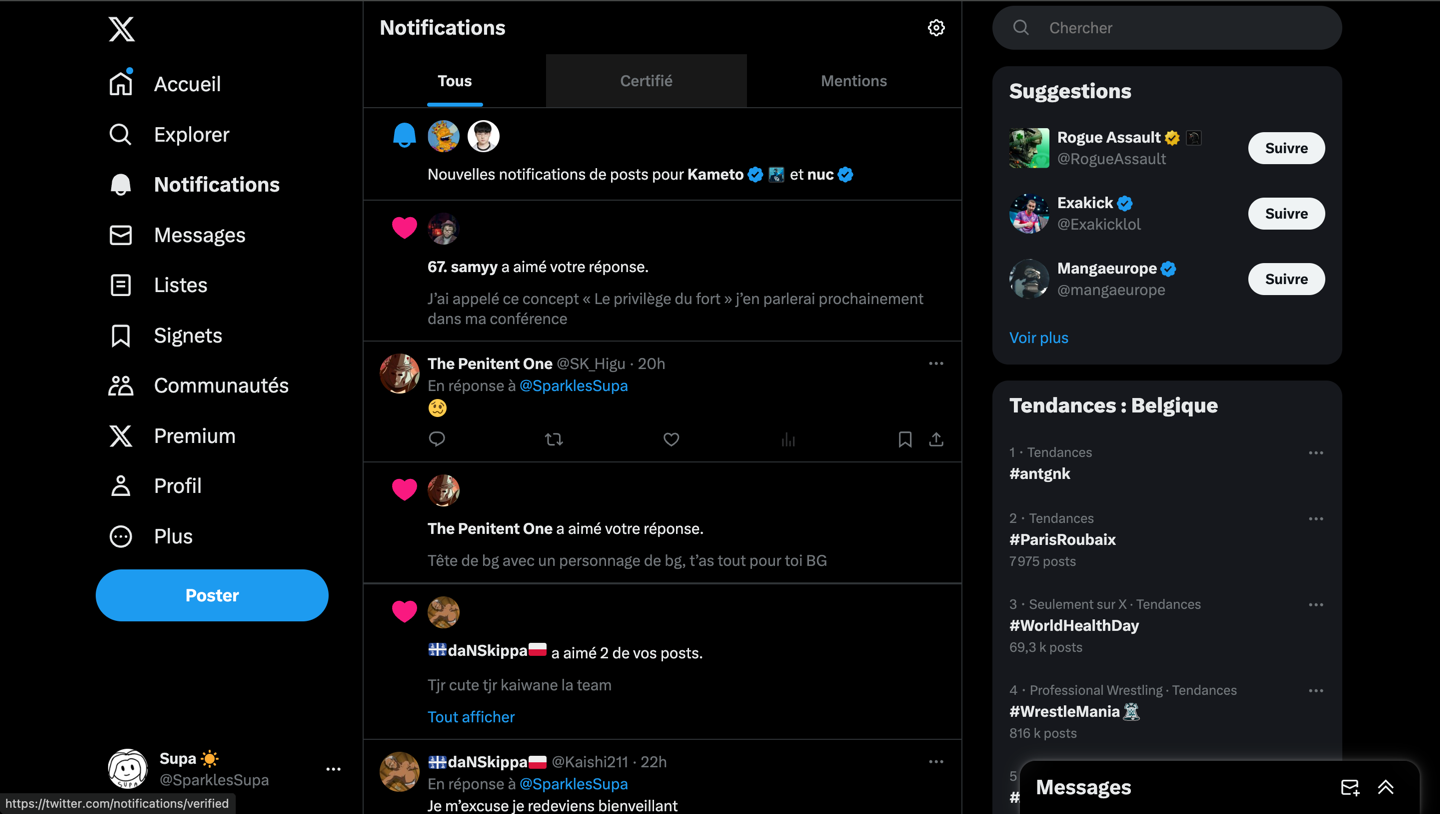 Accueil
Explorer
Notifications
Messages
Listes
Signets
Communautés
Premium
Profil
Plus
Poster
Supa
@SparklesSupa
https://twitter.com/notifications/verified
Notifications
Tous
Certifié
Mentions
Nouvelles notifications de posts pour Kameto et nuc
67. samyy a aimé votre réponse.
J’ai appelé ce concept « Le privilège du fort » j’en parlerai prochainement
dans ma conférence
The Penitent One @SK_Higu · 20h
En réponse à @SparklesSupa
The Penitent One a aimé votre réponse.
Tête de bg avec un personnage de bg, t’as tout pour toi BG
daNSkippa a aimé 2 de vos posts.
Tjr cute tjr kaiwane la team
Tout afficher
daNSkippa @Kaishi211 · 22h
En réponse à @SparklesSupa
Je m’excuse je redeviens bienveillant
Chercher
Suggestions
Rogue Assault
@RogueAssault
Suivre
Exakick
@Exakicklol
Suivre
Mangaeurope
@mangaeurope
Suivre
Voir plus
Tendances : Belgique
1 · Tendances
#antgnk
2 · Tendances
#ParisRoubaix
7 975 posts
3 · Seulement sur X · Tendances
#WorldHealthDay
69,3 k posts
4 · Professional Wrestling · Tendances
#WrestleMania
816 k posts
5
#
Messages